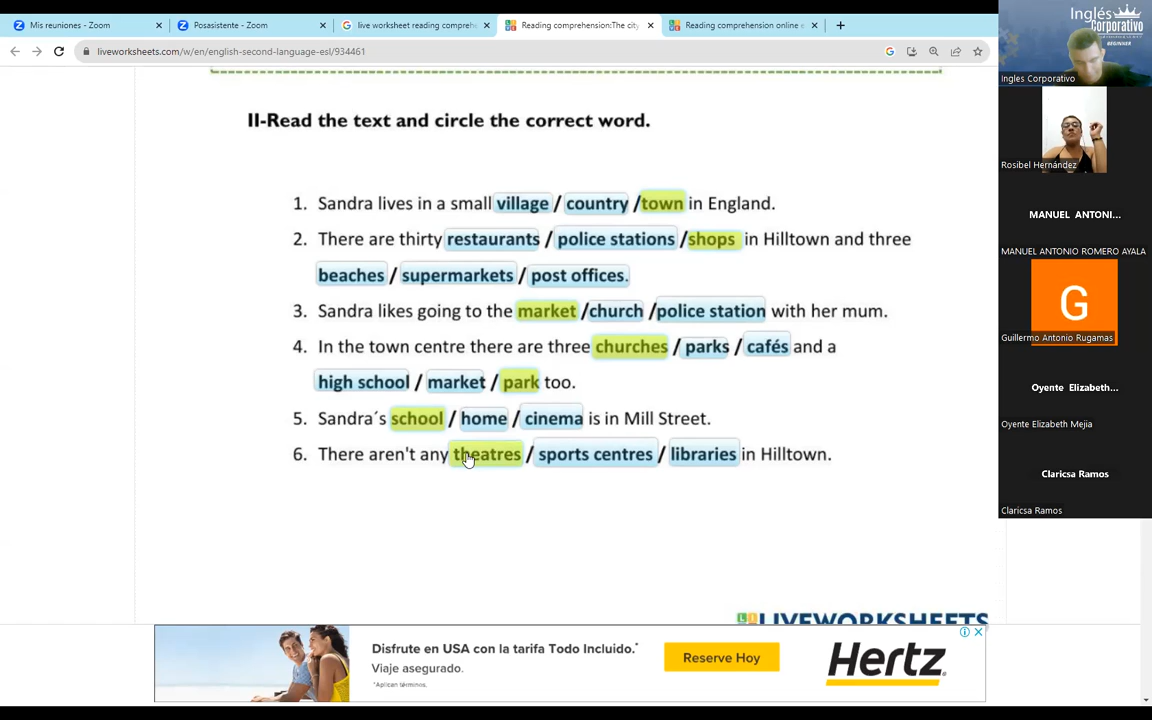 Mis reuniones - Zoom
Posasistente - Zoom
live worksheet reading comprehe
Reading comprehension:The city
Reading comprehension online e
liveworksheets.com/w/en/english-second-language-esl/934461
II-Read the text and circle the correct word.
1. Sandra lives in a small village / country / town in England.
2. There are thirty restaurants / police stations / shops in Hilltown and three
beaches / supermarkets / post offices.
3. Sandra likes going to the market / church / police station with her mum.
4. In the town centre there are three churches / parks / cafés and a
high school / market / park too.
5. Sandra´s school / home / cinema is in Mill Street.
6. There aren't any theatres / sports centres / libraries in Hilltown.
LIVEWORKSHEETS
Disfrute en USA con la tarifa Todo Incluido.*
Viaje asegurado.
*Aplican términos.
Reserve Hoy
Hertz
Inglés
Corporativo
BEGINNER
Ingles Corporativo
Rosibel Hernández
MANUEL ANTONI...
MANUEL ANTONIO ROMERO AYALA
G
Guillermo Antonio Rugamas
Oyente Elizabeth...
Oyente Elizabeth Mejia
Claricsa Ramos
Claricsa Ramos